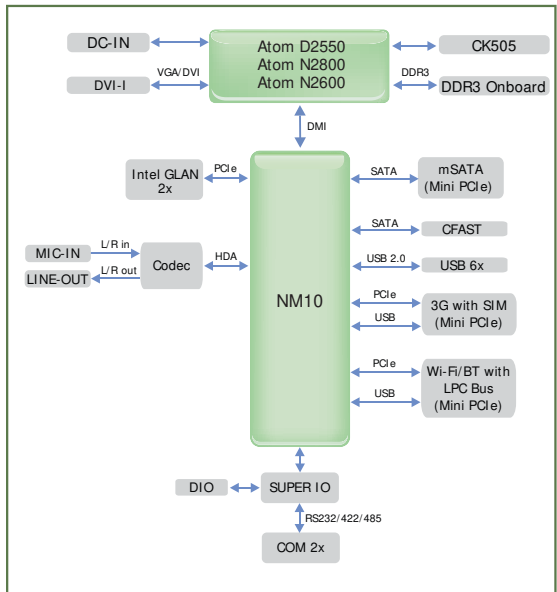 DC-IN
Atom D2550
Atom N2800
Atom N2600
CK505
DVI-I
VGA/DVI
DDR3
DDR3 Onboard
DMI
Intel GLAN
2x
PCIe
NM10
SATA
mSATA
(Mini PCIe)
SATA
CFAST
MIC-IN
L/R in
LINE-OUT
L/R out
Codec
HDA
USB 2.0
USB 6x
PCIe
USB
3G with SIM
(Mini PCIe)
PCIe
USB
Wi-Fi/BT with
LPC Bus
(Mini PCIe)
DIO
SUPER IO
RS232/422/485
COM 2x